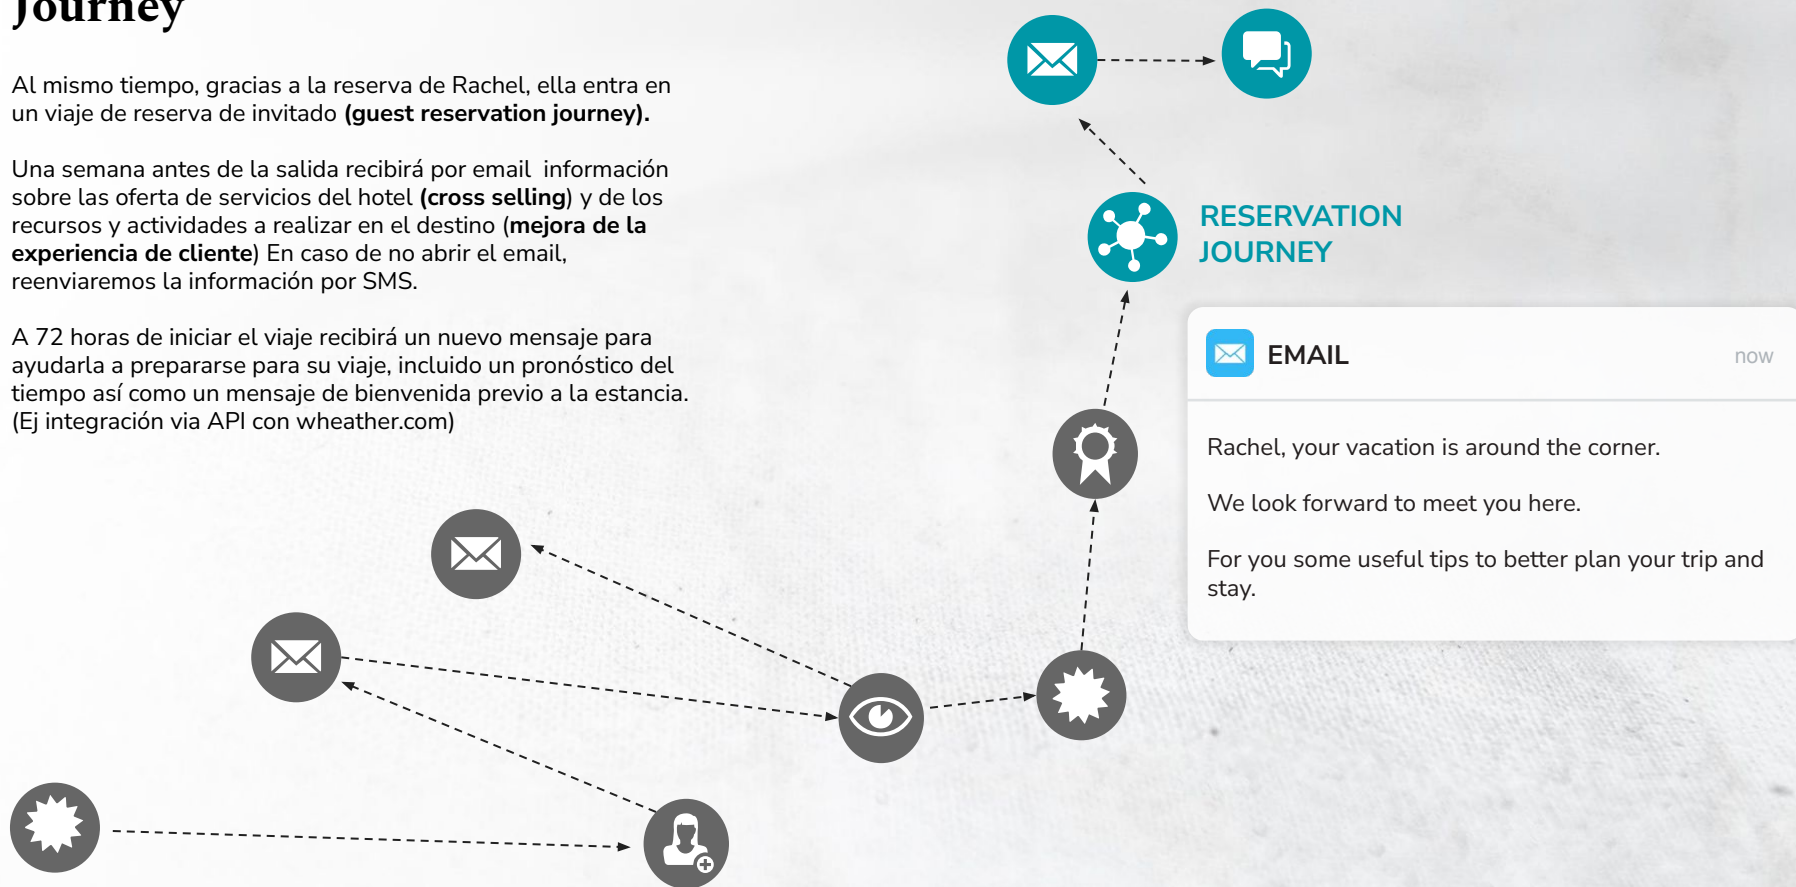 Journey
Al mismo tiempo, gracias a la reserva de Rachel, ella entra en
un viaje de reserva de invitado (guest reservation journey).
Una semana antes de la salida recibirá por email  información
sobre las oferta de servicios del hotel (cross selling) y de los
recursos y actividades a realizar en el destino (mejora de la
experiencia de cliente) En caso de no abrir el email,
reenviaremos la información por SMS.
A 72 horas de iniciar el viaje recibirá un nuevo mensaje para
ayudarla a prepararse para su viaje, incluido un pronóstico del
tiempo así como un mensaje de bienvenida previo a la estancia.
(Ej integración via API con wheather.com)
RESERVATION
JOURNEY
EMAIL now
Rachel, your vacation is around the corner.
We look forward to meet you here.
For you some useful tips to better plan your trip and
stay.